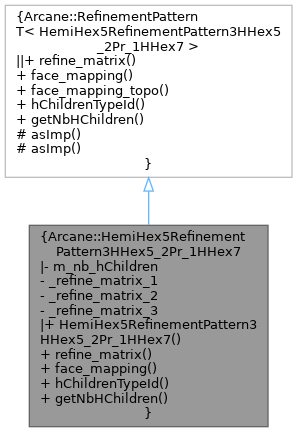 {Arcane::RefinementPattern
T< HemiHex5RefinementPattern3HHex5
_2Pr_1HHex7 >
||+ refine_matrix()
+ face_mapping()
+ face_mapping_topo()
+ hChildrenTypeId()
+ getNbHChildren()
# asImp()
# asImp()
}
{Arcane::HemiHex5Refinement
Pattern3HHex5_2Pr_1HHex7
|- m_nb_hChildren
- _refine_matrix_1
- _refine_matrix_2
- _refine_matrix_3
|+ HemiHex5RefinementPattern3
HHex5_2Pr_1HHex7()
+ refine_matrix()
+ face_mapping()
+ hChildrenTypeId()
+ getNbHChildren()
}